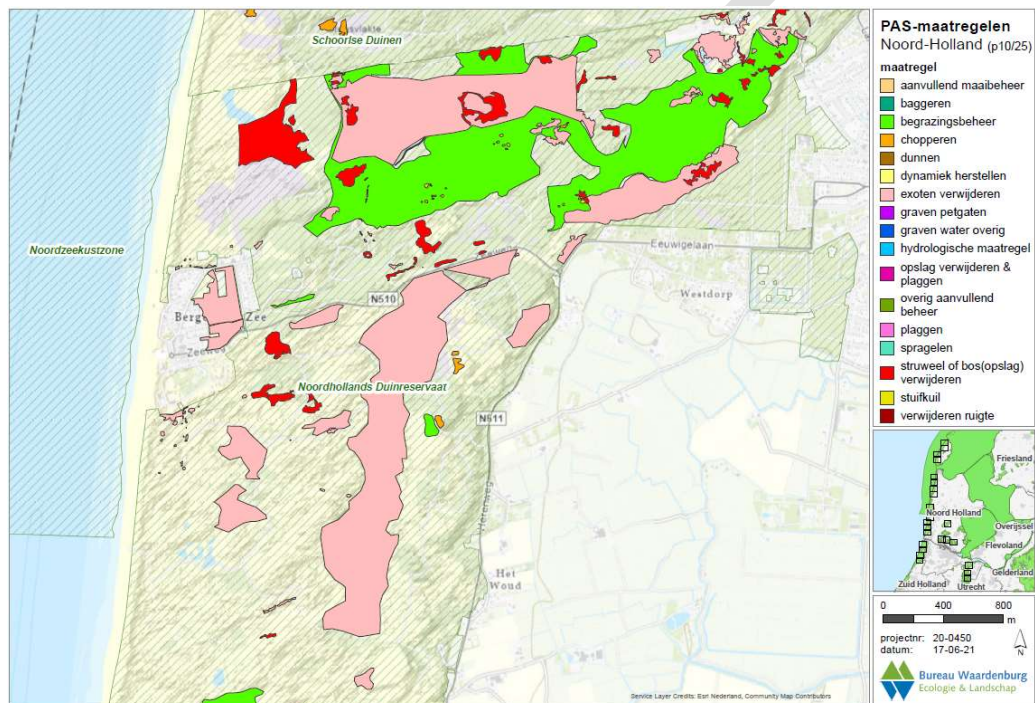 Schoorlse Duinen
Noordzeekustzone
Eeuwigelaan
Westdorp
N510
Zee
Noordhollands Duinreservaat
N511
Herenweg
Het
Woud
Service Layer Credits: Esri Nederland, Community Map Contributors
PAS-maatregelen
Noord-Holland (p10/25)
maatregel
aanvullend maaibeheer
baggeren
begrazingsbeheer
chopperen
dunnen
dynamiek herstellen
exoten verwijderen
graven petgaten
graven water overig
hydrologische maatregel
opslag verwijderen &
plaggen
overig aanvullend
beheer
plaggen
spragelen
struweel of bos(opslag)
verwijderen
stuifkuil
verwijderen ruigte
Friesland
Noord Holland
Overijssel
Flevoland
Gelderland
Zuid Holland
Utrecht
0 400 800
m
projectnr: 20-0450
datum: 17-06-21
N
Bureau Waardenburg
Ecologie & Landschap